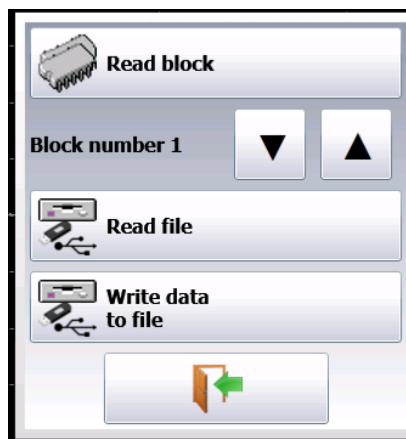 Read block
Block number 1
Read file
Write data
to file